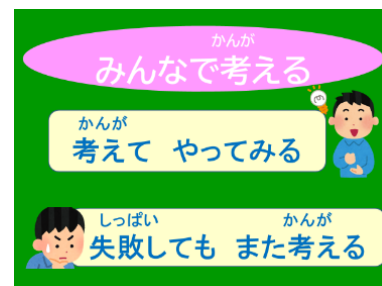 かんが
みんなで考える
かんが
考えて やってみる
しっぱい かんが
失敗しても また考える